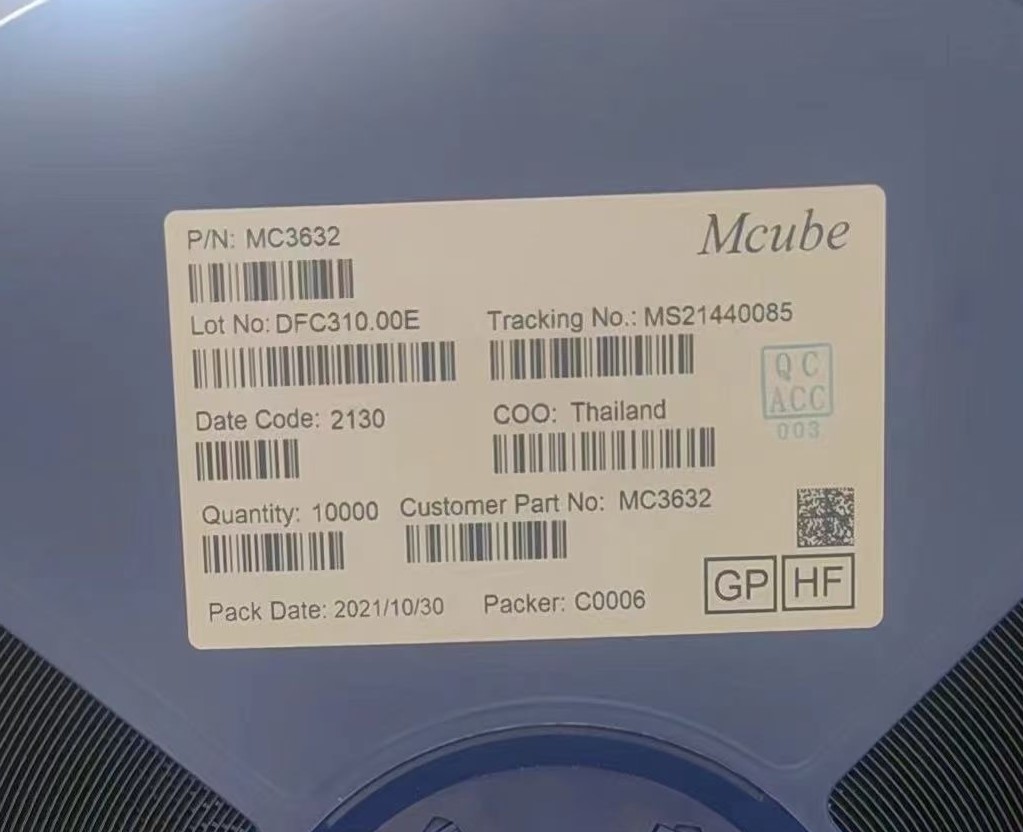 P/N: MC3632
Mcube
Lot No: DFC310.00E
Tracking No.: MS21440085
QC
ACC
003
Date Code: 2130
COO: Thailand
Quantity: 10000
Customer Part No: MC3632
GP
HF
Pack Date: 2021/10/30
Packer: C0006